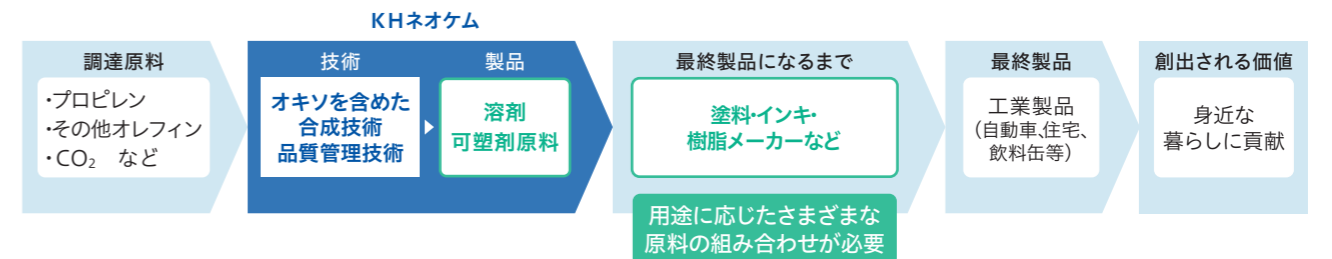 KHネオケム
調達原料
・プロピレン
・その他オレフィン
・CO₂ など
技術
オキソを含めた
合成技術
品質管理技術
製品
溶剤
可塑剤原料
最終製品になるまで
塗料・インキ・
樹脂メーカーなど
用途に応じたさまざまな
原料の組み合わせが必要
最終製品
工業製品
(自動車、住宅、
飲料缶等)
創出される価値
身近な
暮らしに貢献